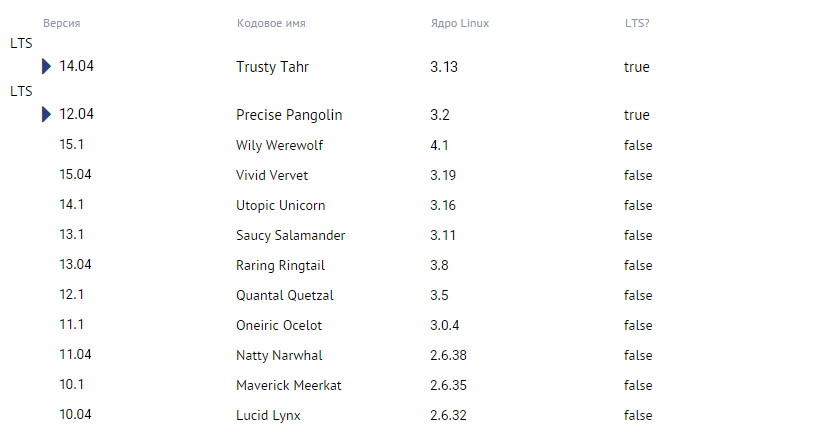 Версия Кодовое имя Ядро Linux LTS?
LTS
14.04 Trusty Tahr 3.13 true
LTS
12.04 Precise Pangolin 3.2 true
15.1 Wily Werewolf 4.1 false
15.04 Vivid Vervet 3.19 false
14.1 Utopic Unicorn 3.16 false
13.1 Saucy Salamander 3.11 false
13.04 Raring Ringtail 3.8 false
12.1 Quantal Quetzal 3.5 false
11.1 Oneiric Ocelot 3.0.4 false
11.04 Natty Narwhal 2.6.38 false
10.1 Maverick Meerkat 2.6.35 false
10.04 Lucid Lynx 2.6.32 false